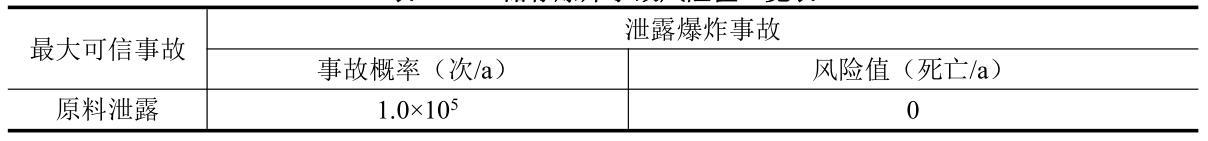 最大可信事故 泄露爆炸事故
事故概率（次/a） 风险值（死亡/a）
原料泄露 1.0×10⁵ 0